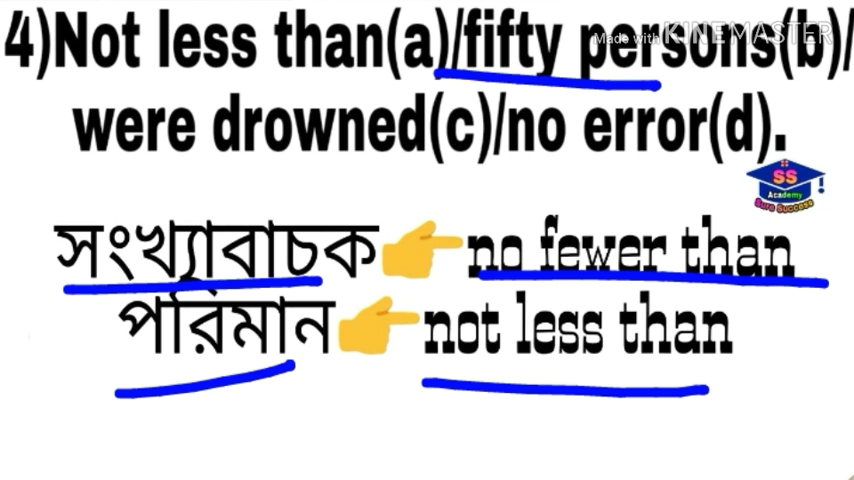 4)Not less than(a)/fifty persons(b)/
Made with KINEMASTER
were drowned(c)/no error(d).
SS
Academy
Sure Success
সংখ্যাবাচক👉no fewer than
পরিমান👉not less than